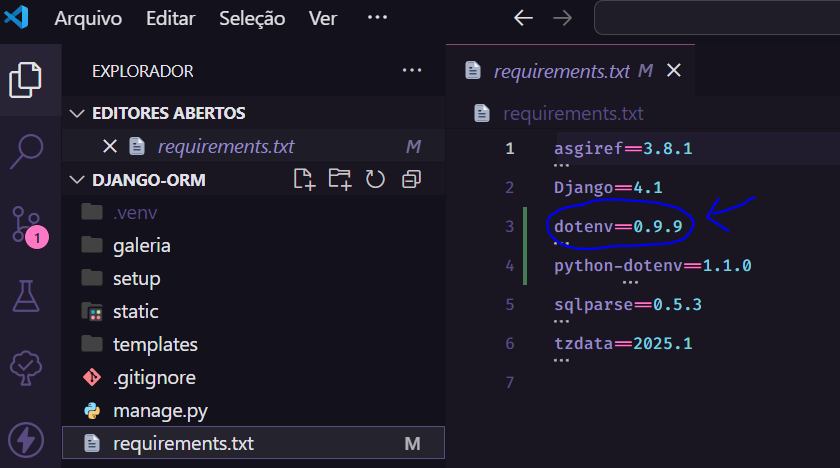 Arquivo Editar Seleção Ver ...
EXPLORADOR ...
EDITORES ABERTOS
requirements.txt M
DJANGO-ORM
.venv
galeria
setup
static
templates
.gitignore
manage.py
requirements.txt M
1
requirements.txt M
requirements.txt
1 asgiref==3.8.1
2 Django==4.1
3 dotenv==0.9.9
4 python-dotenv==1.1.0
5 sqlparse==0.5.3
6 tzdata==2025.1
7